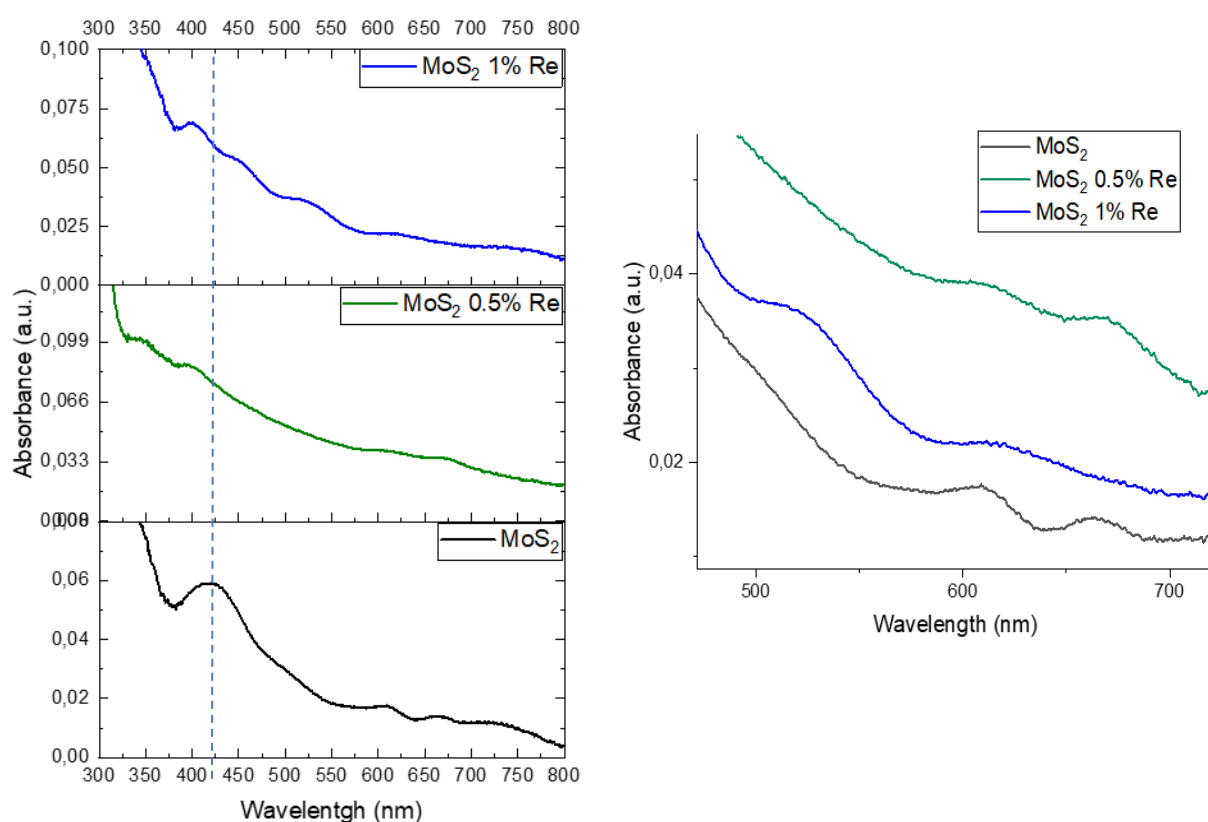 300 350 400 450 500 550 600 650 700 750 800
0,100
0,075
0,050
0,025
0,000
MoS2 1% Re
0,099
0,066
0,033
MoS2 0.5% Re
0,08
0,06
0,04
0,02
0,00
MoS2
Absorbance (a.u.)
300 350 400 450 500 550 600 650 700 750 800
Wavelentgh (nm)
MoS2
MoS2 0.5% Re
MoS2 1% Re
0,04
0,02
Absorbance (a.u.)
500 600 700
Wavelength (nm)